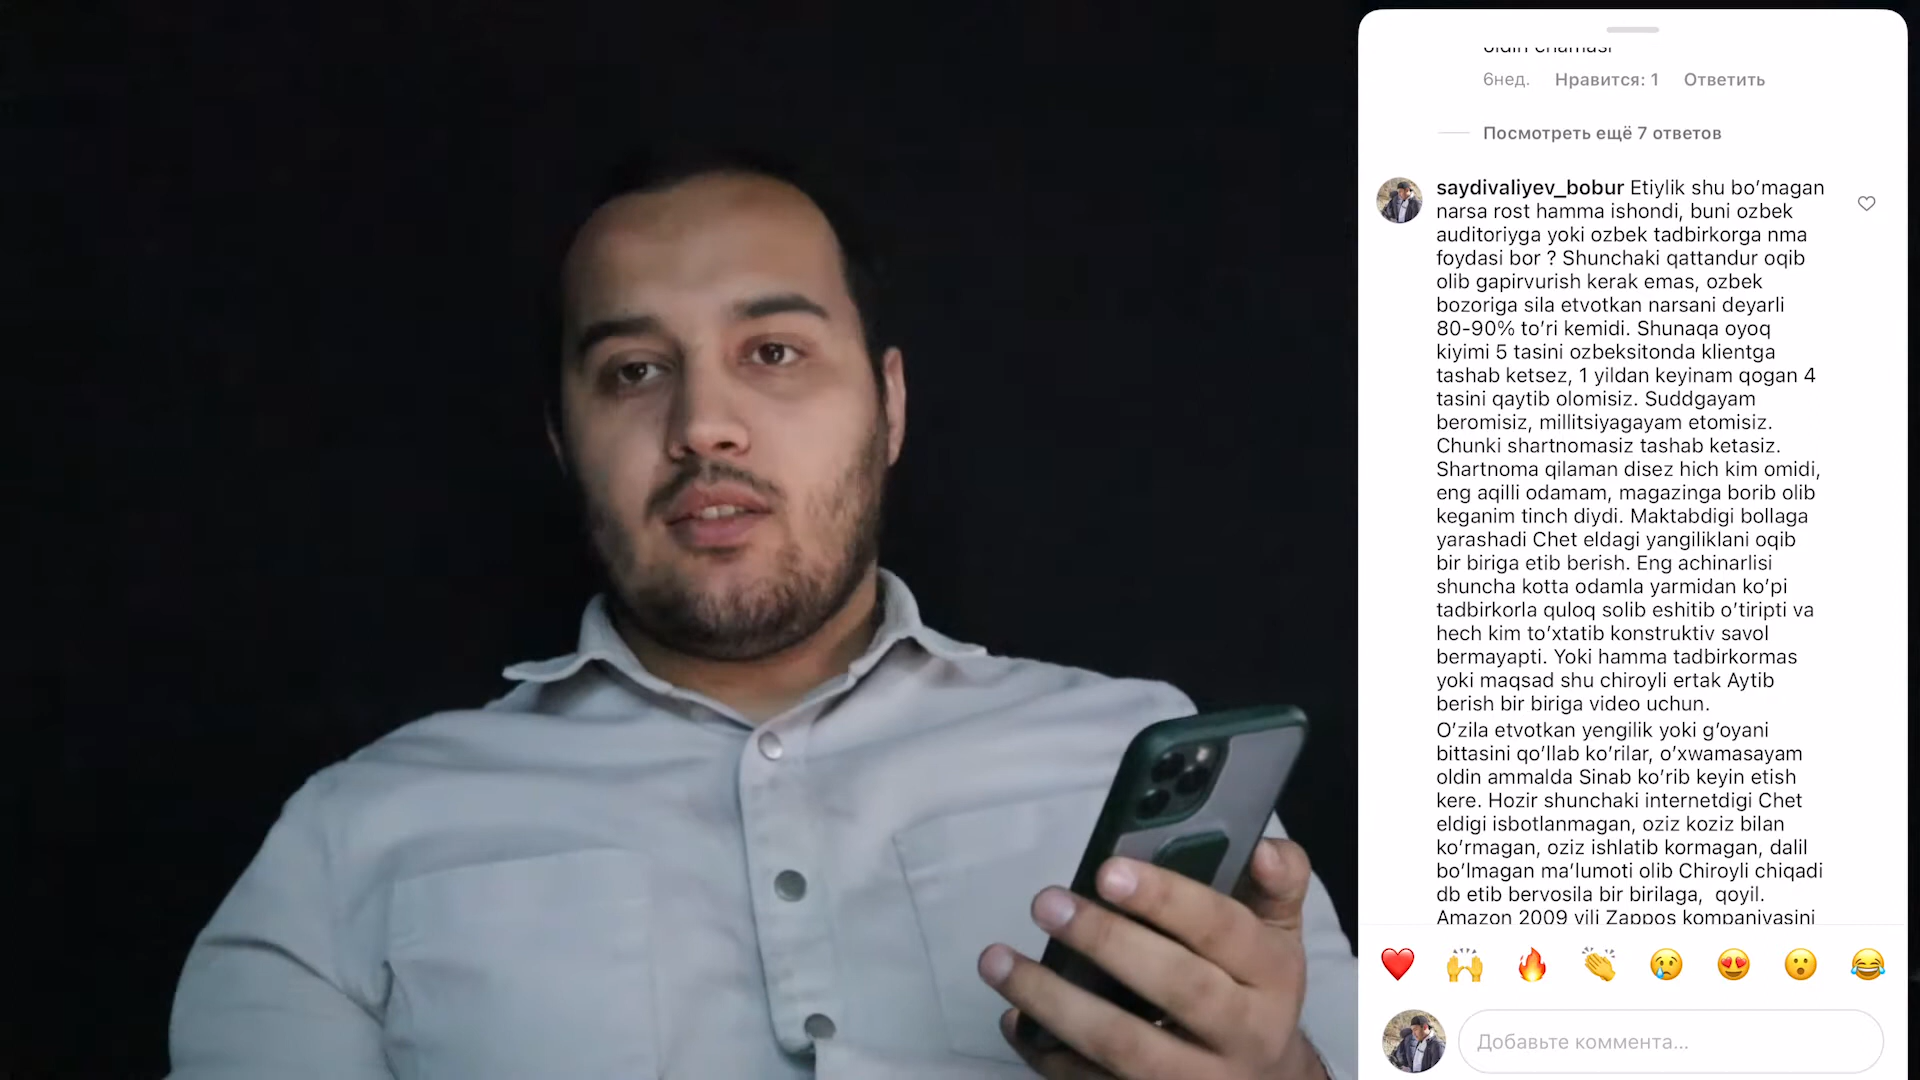 oldin chamasi
6нед. Нравится: 1 Ответить
Посмотреть ещё 7 ответов
saydivaliyev_bobur Etiylik shu bo’magan
narsa rost hamma ishondi, buni ozbek
auditoriyga yoki ozbek tadbirkorga nma
foydasi bor ? Shunchaki qattandur oqib
olib gapirvurish kerak emas, ozbek
bozoriga sila etvotkan narsani deyarli
80-90% to’ri kemidi. Shunaqa oyoq
kiyimi 5 tasini ozbeksitonda klientga
tashab ketsez, 1 yildan keyinam qogan 4
tasini qaytib olomisiz. Suddgayam
beromisiz, millitsiyagayam etomisiz.
Chunki shartnomasiz tashab ketasiz.
Shartnoma qilaman disez hich kim omidi,
eng aqilli odamam, magazinga borib olib
keganim tinch diydi. Maktabdigi bollaga
yarashadi Chet eldagi yangiliklani oqib
bir biriga etib berish. Eng achinarlisi
shuncha kotta odamla yarmidan ko’pi
tadbirkorla quloq solib eshitib o’tiripti va
hech kim to’xtatib konstruktiv savol
bermayapti. Yoki hamma tadbirkormas
yoki maqsad shu chiroyli ertak Aytib
berish bir biriga video uchun.
O’zila etvotkan yengilik yoki g’oyani
bittasini qo’llab ko’rilar, o’xwamasayam
oldin ammalda Sinab ko’rib keyin etish
kere. Hozir shunchaki internetdigi Chet
eldigi isbotlanmagan, oziz koziz bilan
ko’rmagan, oziz ishlatib kormagan, dalil
bo’lmagan ma’lumoti olib Chiroyli chiqadi
db etib bervosila bir birilaga, qoyil.
Amazon 2009 yili Zappos kompaniyasini
Добавьте коммента...